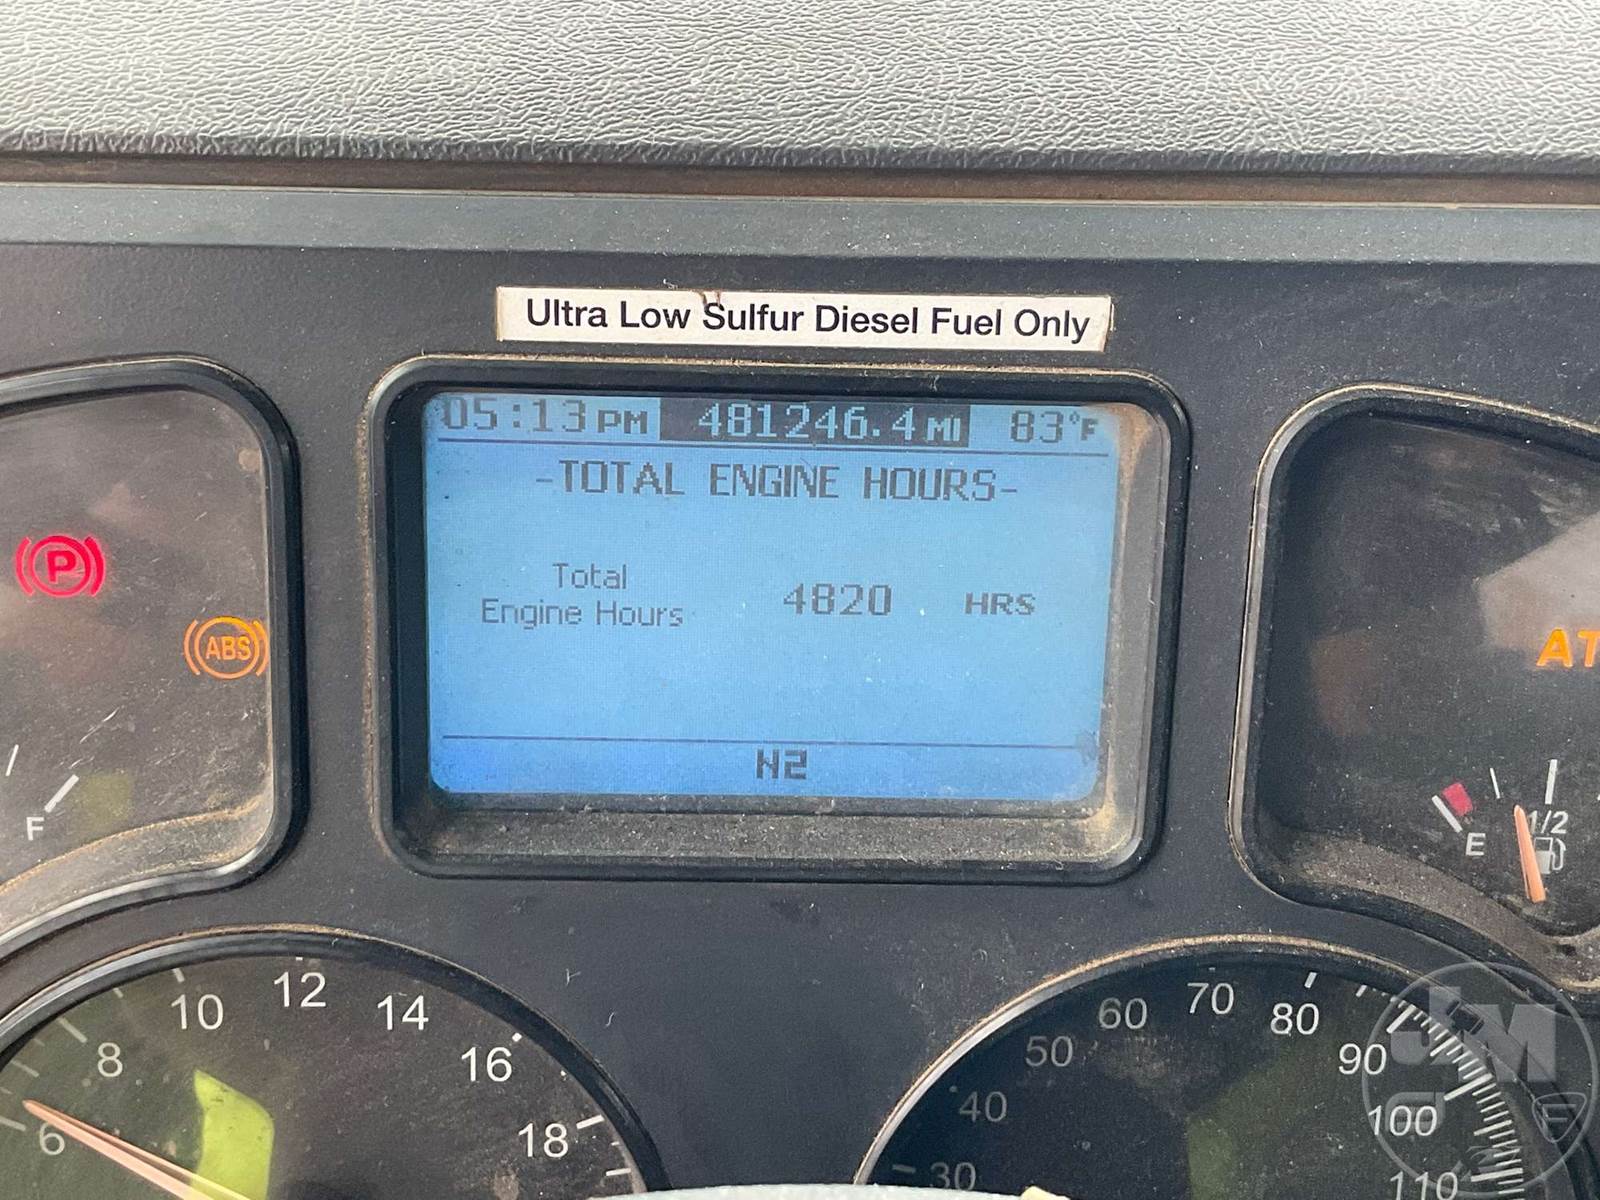 Ultra Low Sulfur Diesel Fuel Only
05:13 PM 481246.4 MI 83°F
-TOTAL ENGINE HOURS-
Total
Engine Hours 4820 HRS
N2
P
ABS
AT
F
E 1/2
6 8 10 12 14 16 18
30 40 50 60 70 80 90 100 110
JM
E